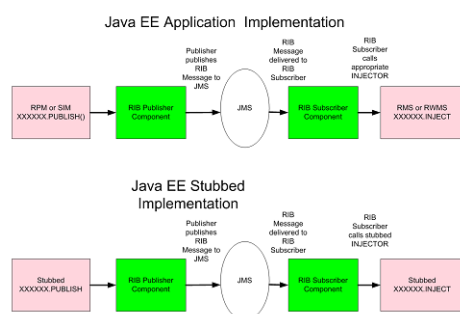 Java EE Application Implementation
Publisher
publishes
RIB
Message to
JMS
RIB
Message
delivered to
RIB
Subscriber
RIB
Subscriber
calls
appropriate
INJECTOR
RPM or SIM
XXXXXX.PUBLISH()
RIB Publisher
Component
JMS
RIB Subscriber
Component
RMS or RWMS
XXXXXX.INJECT
Java EE Stubbed
Implementation
Publisher
publishes
RIB
Message to
JMS
RIB
Message
delivered to
RIB
Subscriber
RIB
Subscriber
calls stubbed
INJECTOR
Stubbed
XXXXXX.PUBLISH
RIB Publisher
Component
JMS
RIB Subscriber
Component
Stubbed
XXXXXX.INJECT